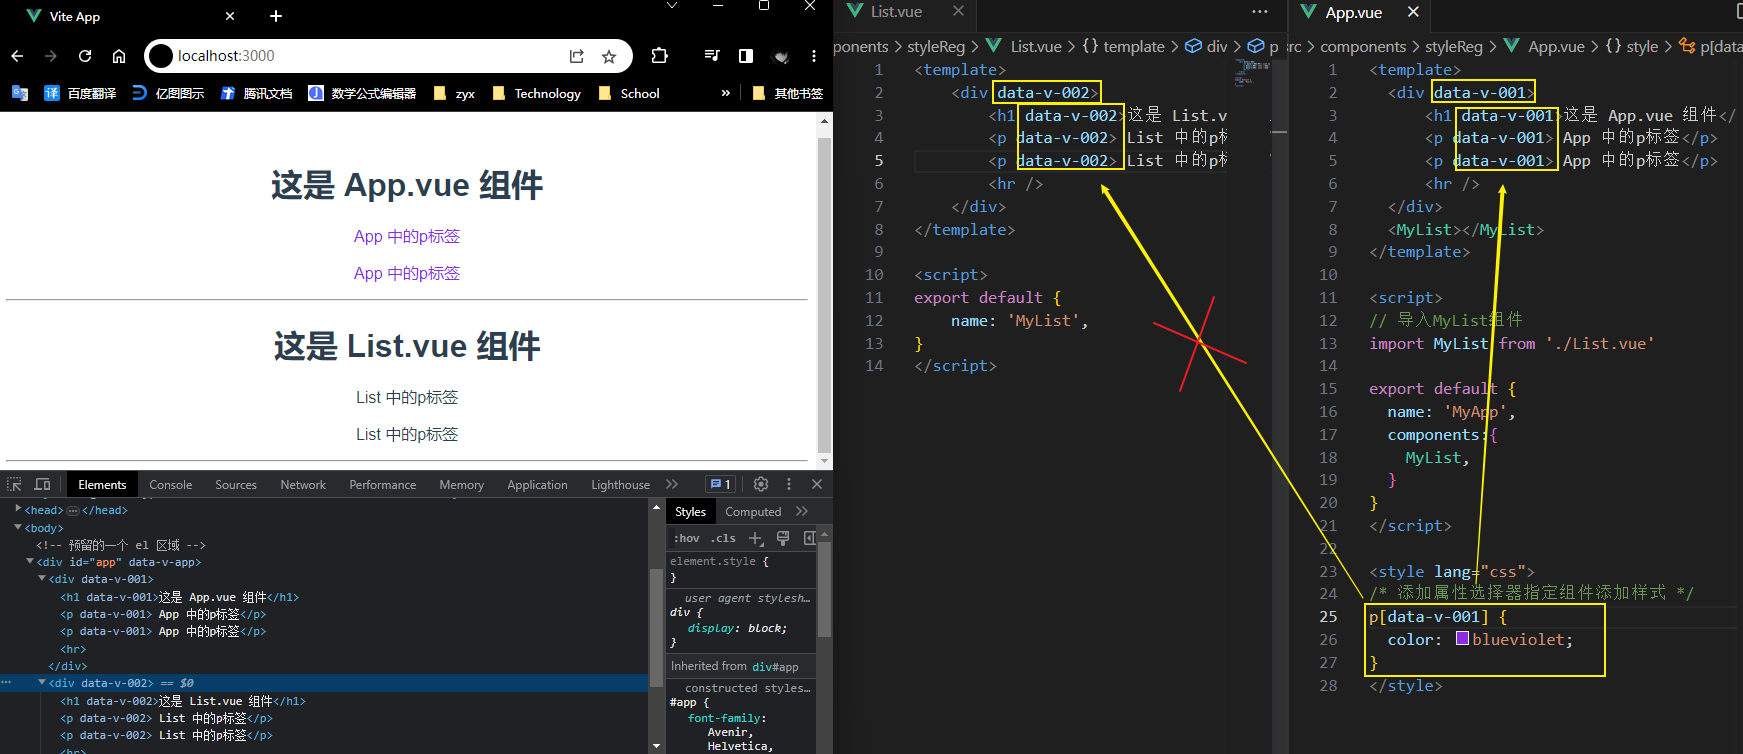 Vite App
localhost:3000
百度翻译
亿图图示
腾讯文档
数学公式编辑器
zyx
Technology
School
»
其他书签
这是 App.vue 组件
App 中的p标签
App 中的p标签
这是 List.vue 组件
List 中的p标签
List 中的p标签
Elements
Console
Sources
Network
Performance
Memory
Application
Lighthouse
1
<head>
</head>
<body>
<!-- 预留的一个 el 区域 -->
<div id="app" data-v-app>
<div data-v-001>
<h1 data-v-001>这是 App.vue 组件</h1>
<p data-v-001> App 中的p标签</p>
<p data-v-001> App 中的p标签</p>
<hr>
</div>
<div data-v-002> == $0
<h1 data-v-002>这是 List.vue 组件</h1>
<p data-v-002> List 中的p标签</p>
<p data-v-002> List 中的p标签</p>
<hr>
Styles
Computed
:hov .cls
element.style {
}
user agent stylesh…
div {
display: block;
}
Inherited from div#app
constructed styles…
#app {
font-family:
Avenir,
Helvetica,
List.vue
ponents > styleReg > List.vue > {} template > div > p
1 <template>
2 <div data-v-002>
3 <h1 data-v-002>这是 List.v
4 <p data-v-002> List 中的p标
5 <p data-v-002> List 中的p标
6 <hr />
7 </div>
8 </template>
9
10 <script>
11 export default {
12 name: 'MyList',
13 }
14 </script>
App.vue
src > components > styleReg > App.vue > {} style > p[data
1 <template>
2 <div data-v-001>
3 <h1 data-v-001>这是 App.vue 组件</
4 <p data-v-001> App 中的p标签</p>
5 <p data-v-001> App 中的p标签</p>
6 <hr />
7 </div>
8 <MyList></MyList>
9 </template>
10
11 <script>
12 // 导入MyList组件
13 import MyList from './List.vue'
14
15 export default {
16 name: 'MyApp',
17 components:{
18 MyList,
19 }
20 }
21 </script>
22
23 <style lang="css">
24 /* 添加属性选择器指定组件添加样式 */
25 p[data-v-001] {
26 color: blueviolet;
27 }
28 </style>